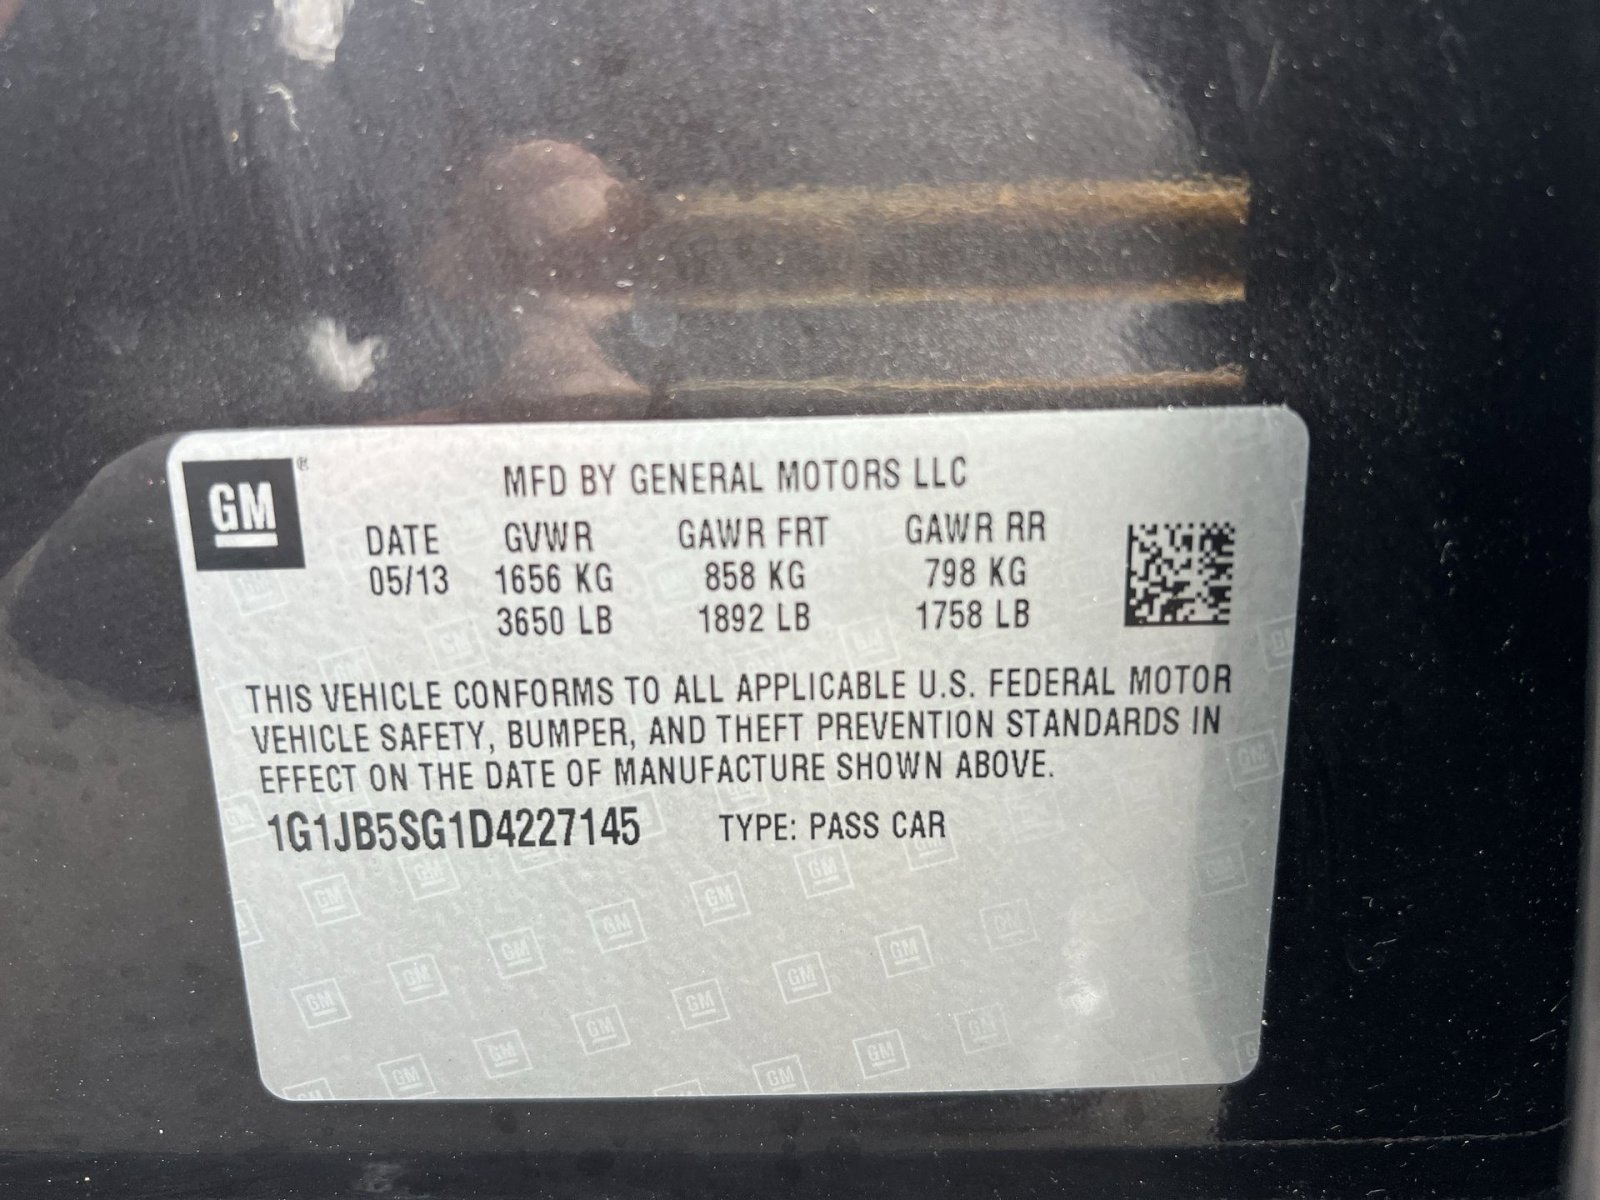 GM ®
MFD BY GENERAL MOTORS LLC
DATE GVWR GAWR FRT GAWR RR
05/13 1656 KG 858 KG 798 KG
3650 LB 1892 LB 1758 LB
THIS VEHICLE CONFORMS TO ALL APPLICABLE U.S. FEDERAL MOTOR
VEHICLE SAFETY, BUMPER, AND THEFT PREVENTION STANDARDS IN
EFFECT ON THE DATE OF MANUFACTURE SHOWN ABOVE.
1G1JB5SG1D4227145 TYPE: PASS CAR